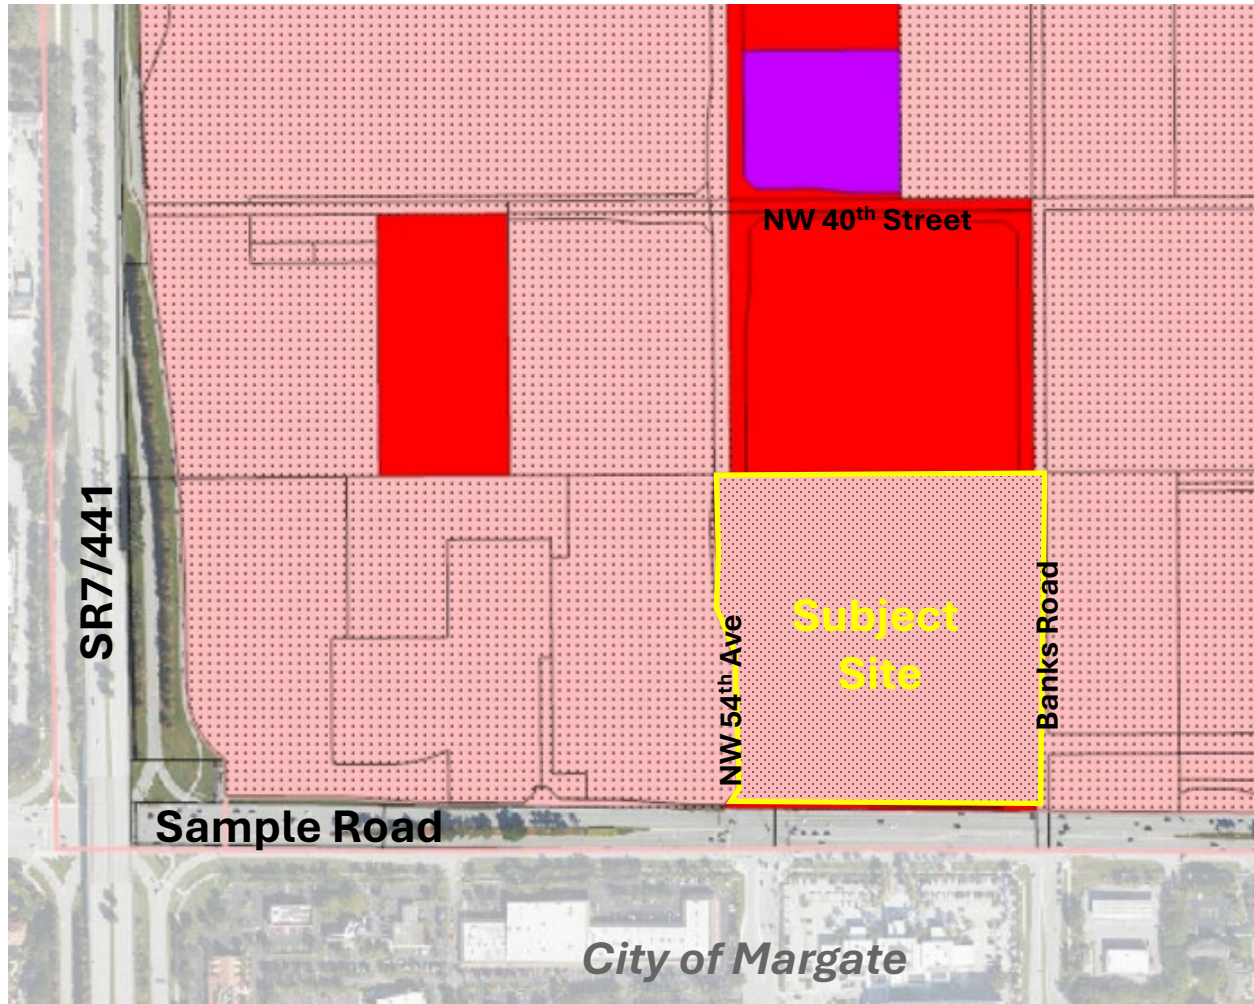 NW 40th Street
SR7/441
Subject
Site
NW 54th Ave
Banks Road
Sample Road
City of Margate